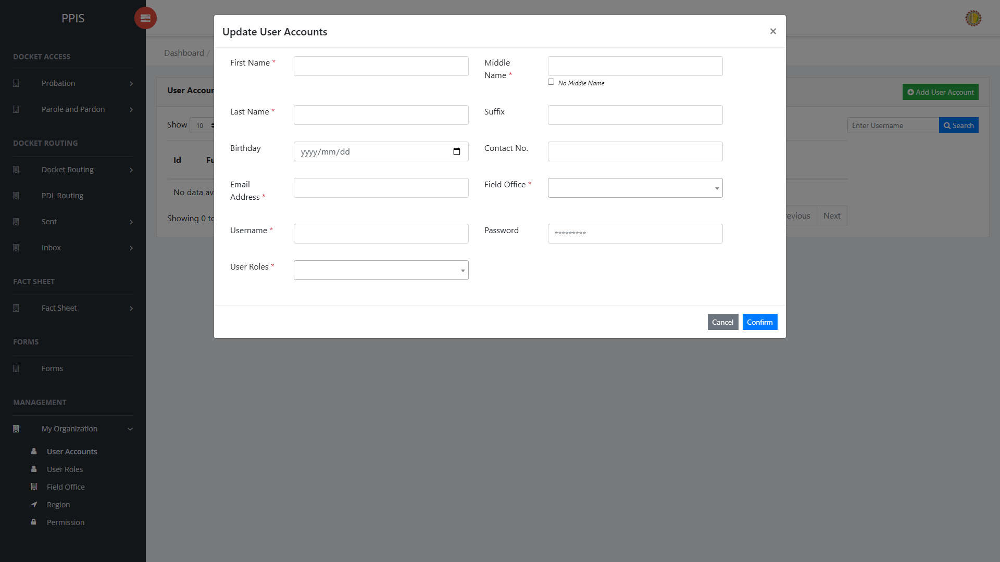 PPIS
DOCKET ACCESS
Probation
Parole and Pardon
DOCKET ROUTING
Docket Routing
PDL Routing
Sent
Inbox
FACT SHEET
Fact Sheet
FORMS
Forms
MANAGEMENT
My Organization
User Accounts
User Roles
Field Office
Region
Permission
Dashboard /
User Accour
Add User Account
Show 10
Enter Username
Search
Id Fu
No data av
Showing 0 to
evious Next
Update User Accounts ×
First Name *
Middle
Name *
No Middle Name
Last Name *
Suffix
Birthday
yyyy/mm/dd
Contact No.
Email
Address *
Field Office *
Username *
Password
*********
User Roles *
Cancel Confirm